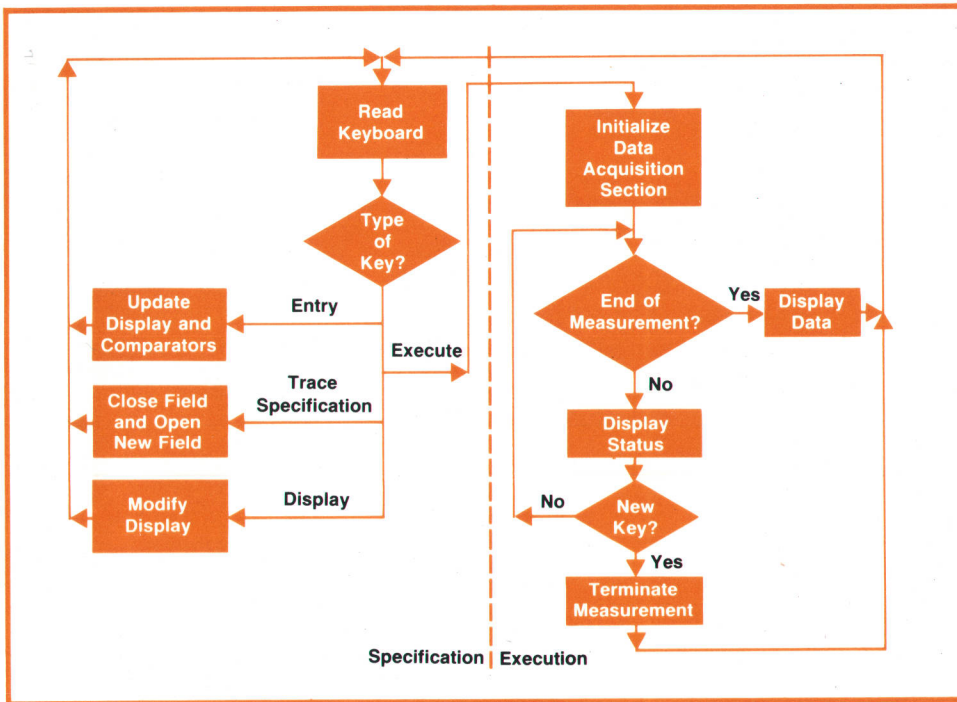 Read
Keyboard
Type
of
Key?
Entry
Update
Display and
Comparators
Execute
Trace
Specification
Close Field
and Open
New Field
Display
Modify
Display
Initialize
Data
Acquisition
Section
End of
Measurement?
Yes
Display
Data
No
Display
Status
New
Key?
No
Yes
Terminate
Measurement
Specification
Execution